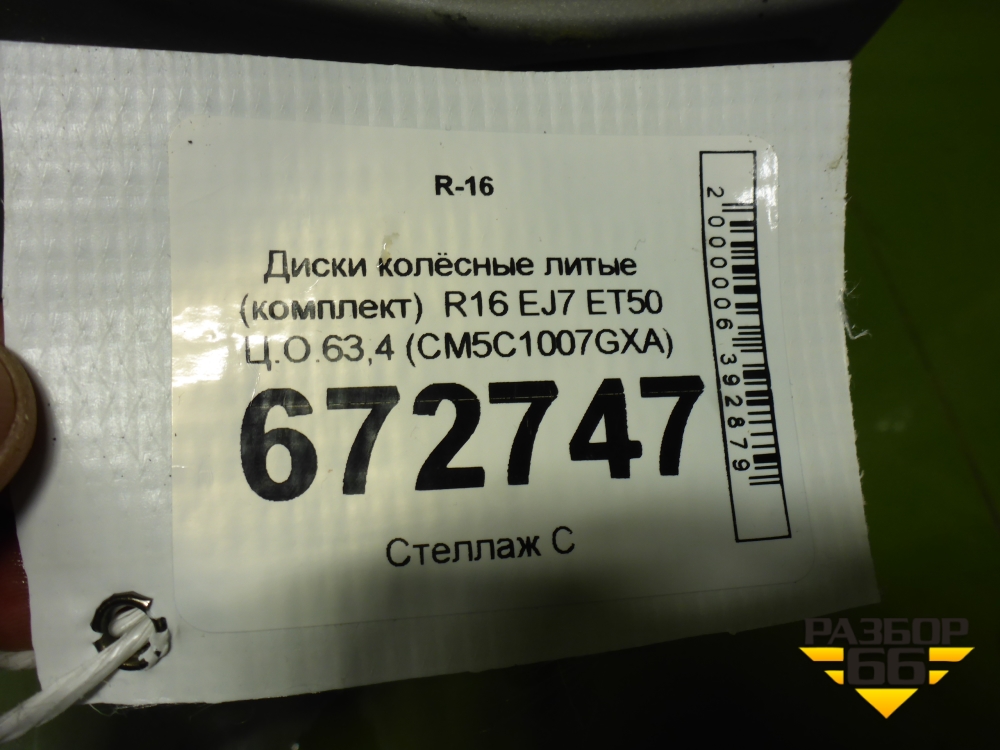 R-16
Диски колёсные литые
(комплект) R16 EJ7 ET50
Ц.О.63,4 (CM5C1007GXA)
672747
Стеллаж С
2000006392879
РАЗБОР
66